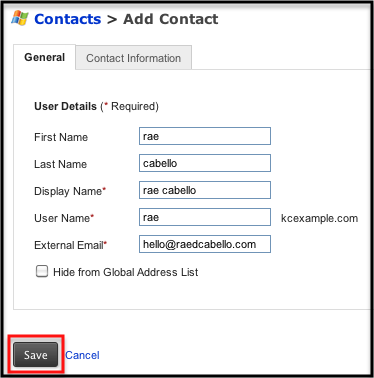 Contacts > Add Contact
General Contact Information
User Details (* Required)
First Name rae
Last Name cabello
Display Name* rae cabello
User Name* rae kcexample.com
External Email* hello@raedcabello.com
Hide from Global Address List
Save Cancel